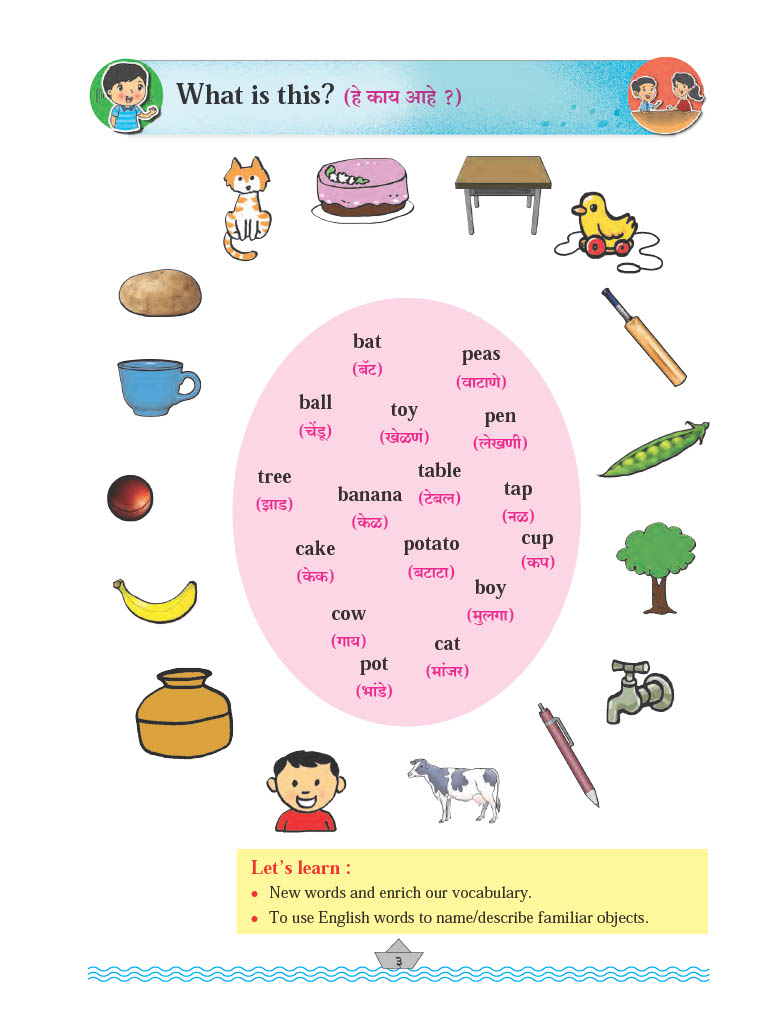 What is this? (हे काय आहे ?)
bat
(बॅट)
peas
(वाटाणे)
ball
(चेंडू)
toy
(खेळणं)
pen
(लेखणी)
tree
(झाड)
banana
(केळ)
table
(टेबल)
tap
(नळ)
cake
(केक)
potato
(बटाटा)
cup
(कप)
boy
(मुलगा)
cow
(गाय)
cat
(मांजर)
pot
(भांडे)
Let’s learn :
• New words and enrich our vocabulary.
• To use English words to name/describe familiar objects.
३